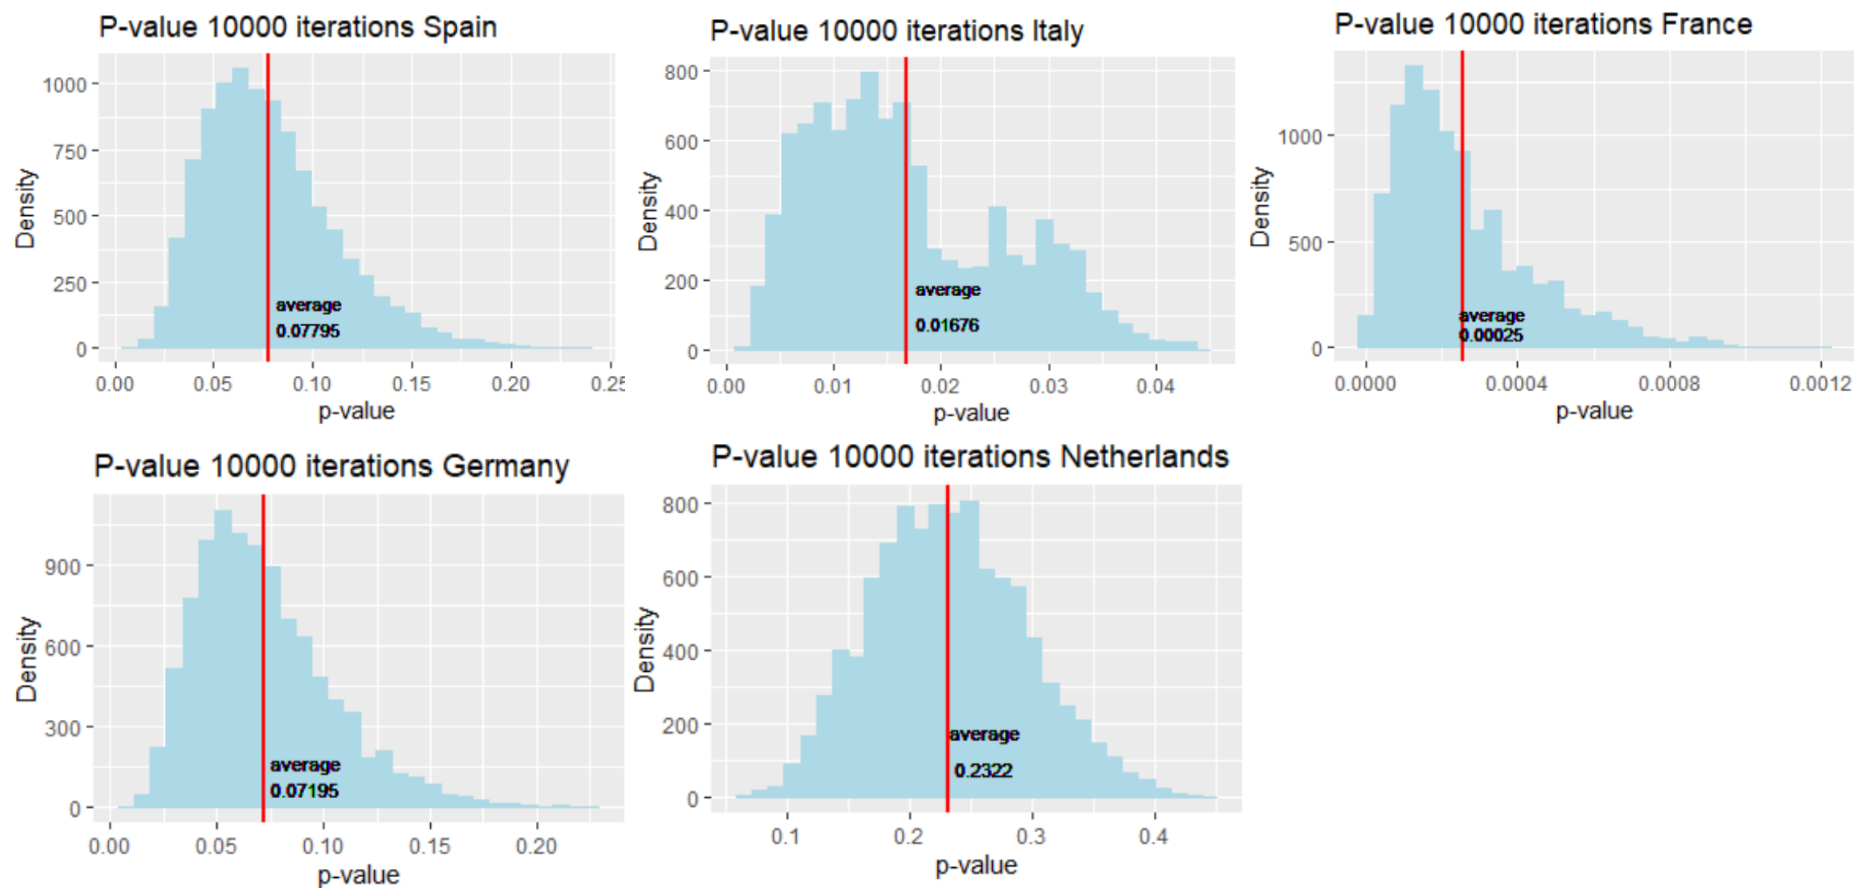 P-value 10000 iterations Spain
Density
1000
750
500
250
0
average
0.07795
0.00 0.05 0.10 0.15 0.20 0.25
p-value
P-value 10000 iterations Italy
Density
800
600
400
200
0
average
0.01676
0.00 0.01 0.02 0.03 0.04
p-value
P-value 10000 iterations France
Density
1000
500
0
average
0.00025
0.0000 0.0004 0.0008 0.0012
p-value
P-value 10000 iterations Germany
Density
900
600
300
0
average
0.07195
0.00 0.05 0.10 0.15 0.20
p-value
P-value 10000 iterations Netherlands
Density
800
600
400
200
0
average
0.2322
0.1 0.2 0.3 0.4
p-value